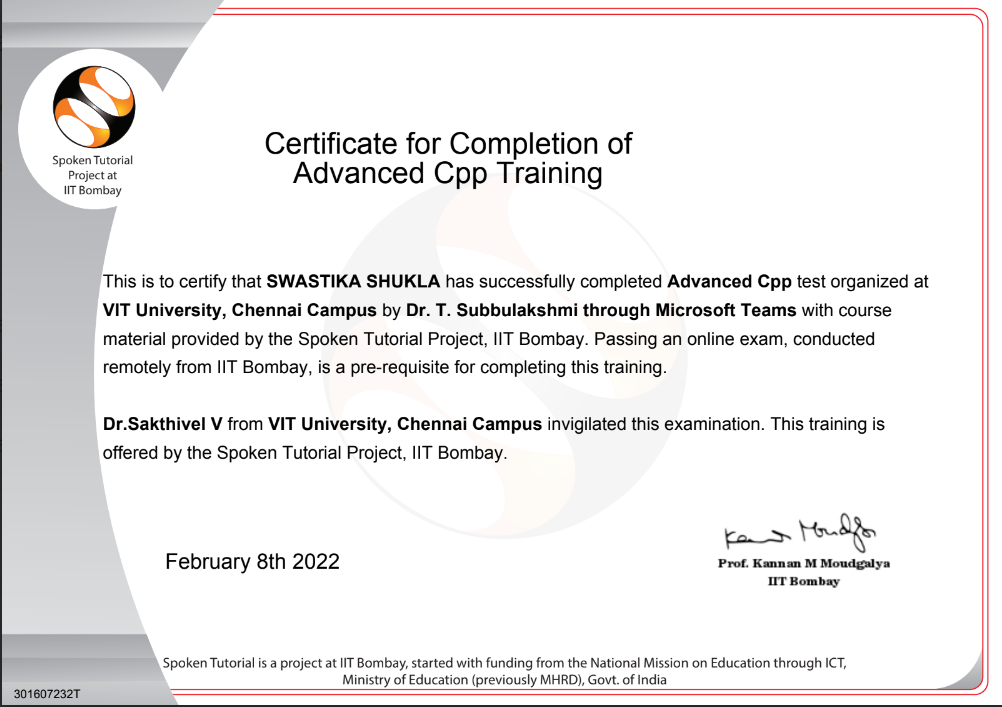 Spoken Tutorial
Project at
IIT Bombay
Certificate for Completion of
Advanced Cpp Training
This is to certify that SWASTIKA SHUKLA has successfully completed Advanced Cpp test organized at
VIT University, Chennai Campus by Dr. T. Subbulakshmi through Microsoft Teams with course
material provided by the Spoken Tutorial Project, IIT Bombay. Passing an online exam, conducted
remotely from IIT Bombay, is a pre-requisite for completing this training.
Dr.Sakthivel V from VIT University, Chennai Campus invigilated this examination. This training is
offered by the Spoken Tutorial Project, IIT Bombay.
February 8th 2022
Prof. Kannan M Moudgalya
IIT Bombay
Spoken Tutorial is a project at IIT Bombay, started with funding from the National Mission on Education through ICT,
Ministry of Education (previously MHRD), Govt. of India
301607232T